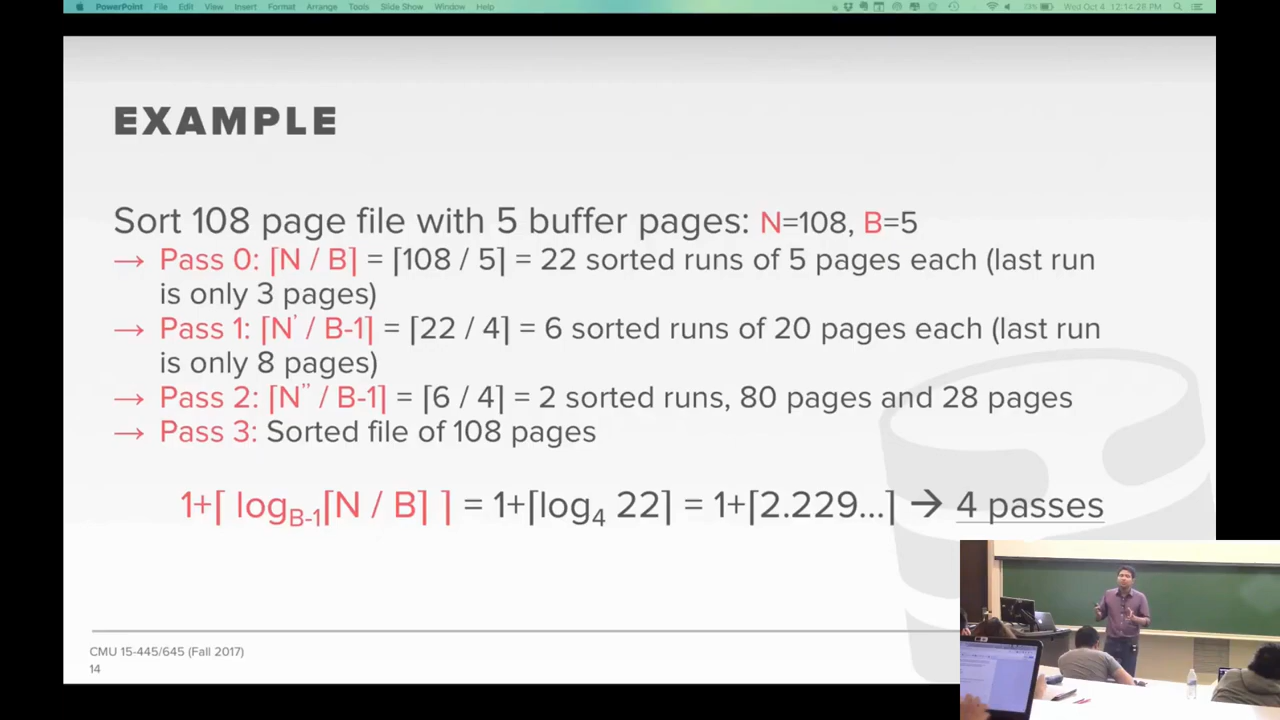 PowerPoint File Edit View Insert Format Arrange Tools Slide Show Window Help 73% Wed Oct 4 12:14:28 PM
EXAMPLE
Sort 108 page file with 5 buffer pages: N=108, B=5
→ Pass 0: ⌈N / B⌉ = ⌈108 / 5⌉ = 22 sorted runs of 5 pages each (last run
is only 3 pages)
→ Pass 1: ⌈N' / B-1⌉ = ⌈22 / 4⌉ = 6 sorted runs of 20 pages each (last run
is only 8 pages)
→ Pass 2: ⌈N'' / B-1⌉ = ⌈6 / 4⌉ = 2 sorted runs, 80 pages and 28 pages
→ Pass 3: Sorted file of 108 pages
1+⌈ log_B-1⌈N / B⌉ ⌉ = 1+⌈log_4 22⌉ = 1+⌈2.229...⌉ → 4 passes
CMU 15-445/645 (Fall 2017)
14